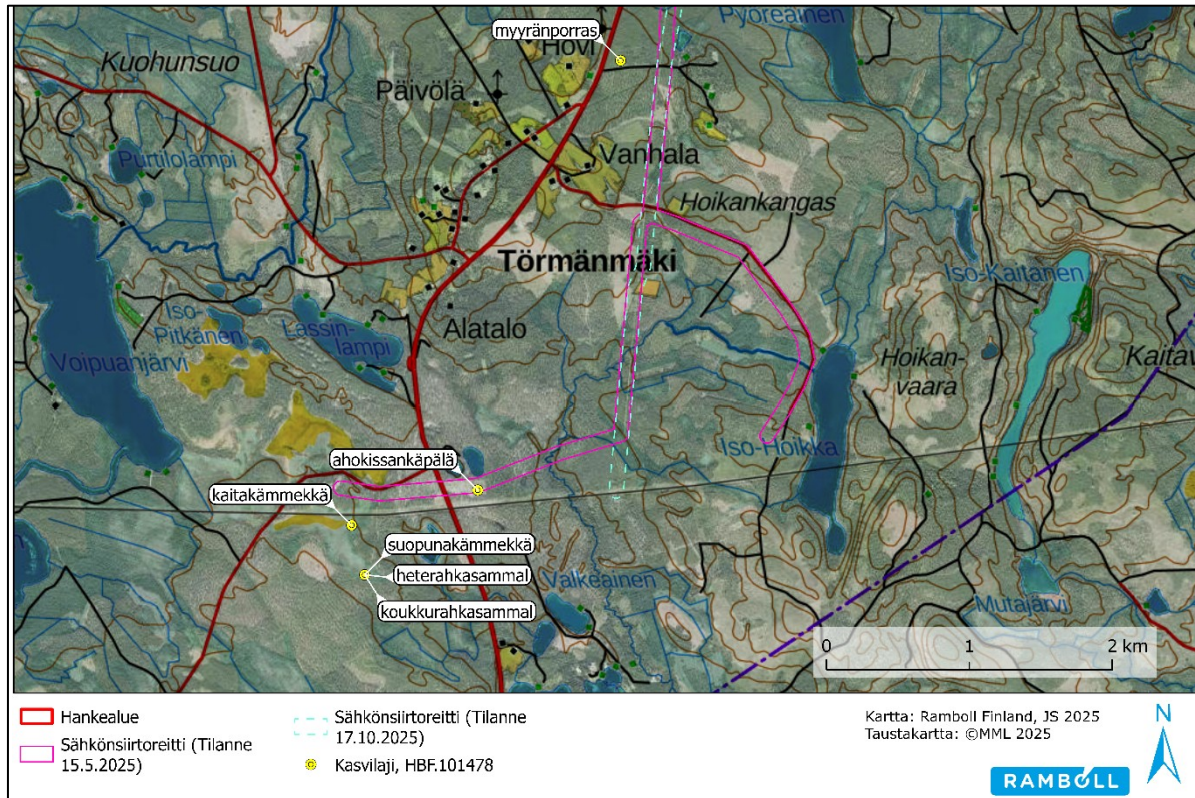 myyränporras
Pyöreäinen
Hovi
Kuohunsuo
Päivölä
Purtilolampi
Vanhala
Hoikankangas
Törmänmäki
Iso-Kaitanen
Iso-
Pitkänen
Lassin-
lampi
Alatalo
Voipuanjärvi
Hoikan-
vaara
Kaitav
Iso-Hoikka
ahokissankäpälä
kaitakämmekkä
suopunakämmekkä
heterahkasammal
koukkurahkasammal
Valkeainen
Mutajärvi
0 1 2 km
Hankealue
Sähkönsiirtoreitti (Tilanne
15.5.2025)
Sähkönsiirtoreitti (Tilanne
17.10.2025)
Kasvilaji, HBF.101478
Kartta: Ramboll Finland, JS 2025
Taustakartta: ©MML 2025
N
RAMBOLL